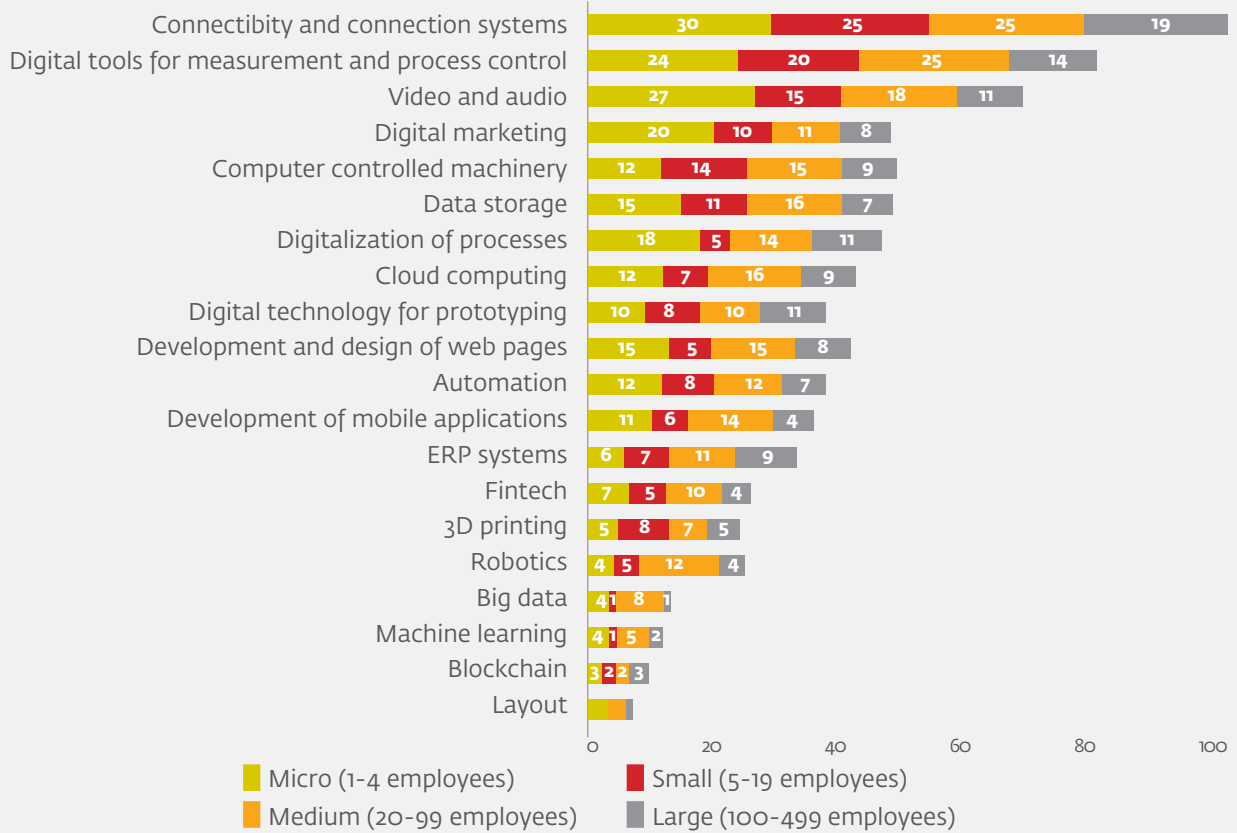 Connectibity and connection systems 30 25 25 19
Digital tools for measurement and process control 24 20 25 14
Video and audio 27 15 18 11
Digital marketing 20 10 11 8
Computer controlled machinery 12 14 15 9
Data storage 15 11 16 7
Digitalization of processes 18 5 14 11
Cloud computing 12 7 16 9
Digital technology for prototyping 10 8 10 11
Development and design of web pages 15 5 15 8
Automation 12 8 12 7
Development of mobile applications 11 6 14 4
ERP systems 6 7 11 9
Fintech 7 5 10 4
3D printing 5 8 7 5
Robotics 4 5 12 4
Big data 4 1 8 1
Machine learning 4 1 5 2
Blockchain 3 2 2 3
Layout
0 20 40 60 80 100
Micro (1-4 employees) Small (5-19 employees)
Medium (20-99 employees) Large (100-499 employees)